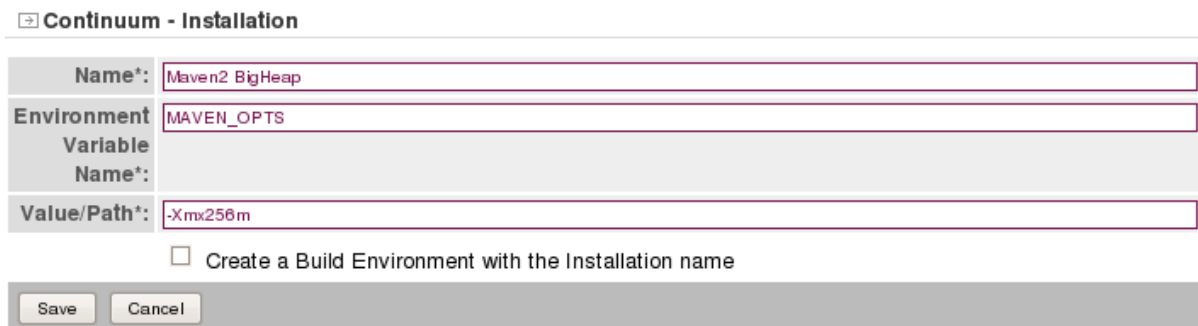 Continuum - Installation
Name*: Maven2 BigHeap
Environment Variable Name*: MAVEN_OPTS
Value/Path*: -Xmx256m
Create a Build Environment with the Installation name
Save Cancel